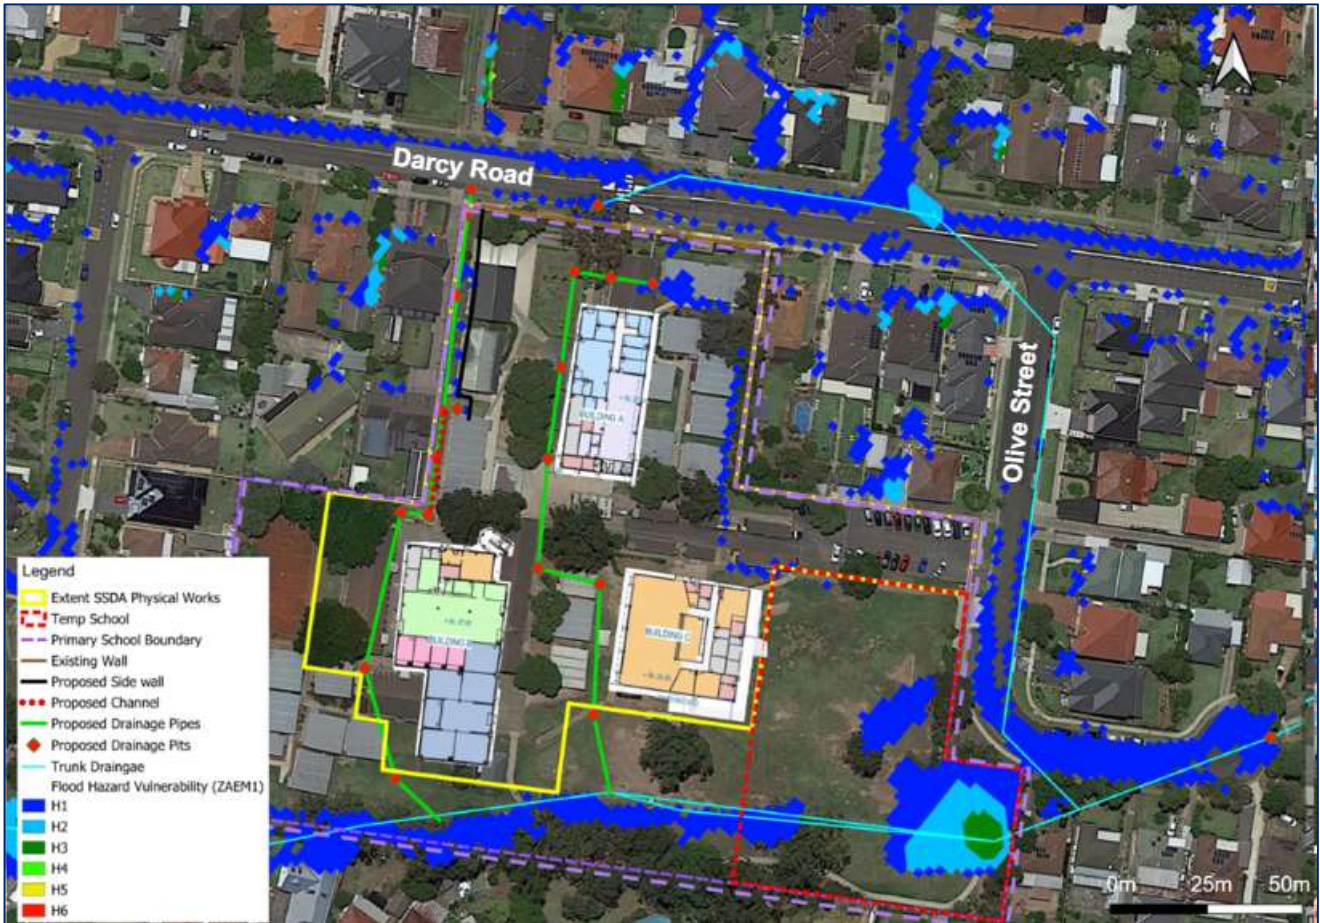 Darcy Road
BUILDING A
Olive Street
BUILDING B
BUILDING C
Legend
Extent SSDA Physical Works
Temp School
Primary School Boundary
Existing Wall
Proposed Side wall
Proposed Channel
Proposed Drainage Pipes
Proposed Drainage Pits
Trunk Draingae
Flood Hazard Vulnerability (ZAEM1)
H1
H2
H3
H4
H5
H6
0m 25m 50m